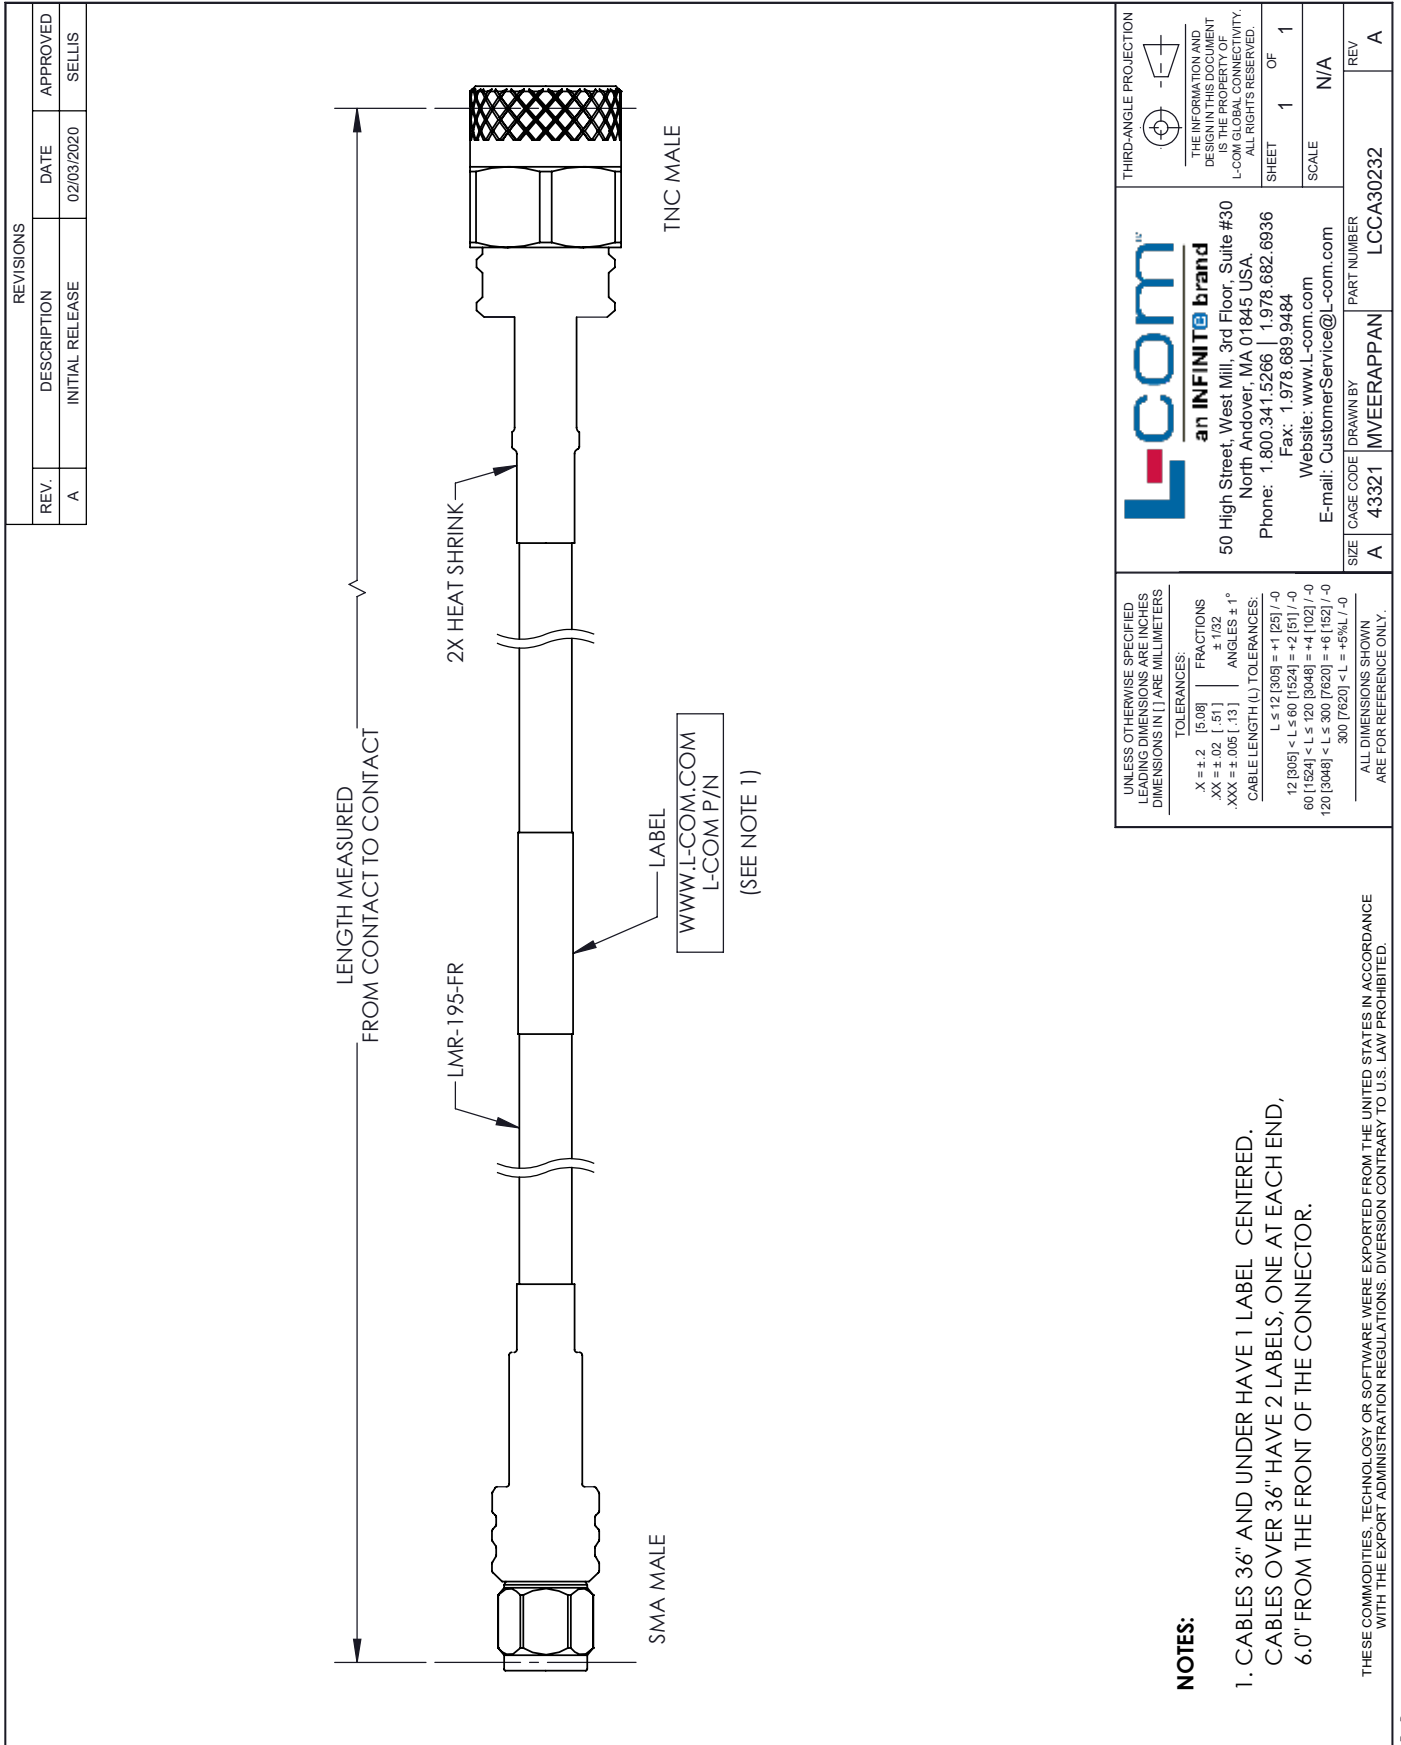 REVISIONS
REV. DESCRIPTION DATE APPROVED
A INITIAL RELEASE 02/03/2020 SELLIS
LENGTH MEASURED
FROM CONTACT TO CONTACT
LMR-195-FR
2X HEAT SHRINK
SMA MALE
TNC MALE
LABEL
WWW.L-COM.COM
L-COM P/N
(SEE NOTE 1)
NOTES:
1. CABLES 36" AND UNDER HAVE 1 LABEL CENTERED.
CABLES OVER 36" HAVE 2 LABELS, ONE AT EACH END,
6.0" FROM THE FRONT OF THE CONNECTOR.
THESE COMMODITIES, TECHNOLOGY OR SOFTWARE WERE EXPORTED FROM THE UNITED STATES IN ACCORDANCE
WITH THE EXPORT ADMINISTRATION REGULATIONS. DIVERSION CONTRARY TO U.S. LAW PROHIBITED.
UNLESS OTHERWISE SPECIFIED
LEADING DIMENSIONS ARE INCHES
DIMENSIONS IN [ ] ARE MILLIMETERS
TOLERANCES:
.X = ± .2 [5.08] FRACTIONS
.XX = ± .02 [ .51 ] ± 1/32
.XXX = ± .005 [ .13 ] ANGLES ± 1°
CABLE LENGTH (L) TOLERANCES:
L ≤ 12 [305] = +1 [25] / -0
12 [305] < L ≤ 60 [1524] = +2 [51] / -0
60 [1524] < L ≤ 120 [3048] = +4 [102] / -0
120 [3048] < L ≤ 300 [7620] = +6 [152] / -0
300 [7620] < L = +5%L / -0
ALL DIMENSIONS SHOWN
ARE FOR REFERENCE ONLY.
L-com
an INFINITe brand
50 High Street, West Mill, 3rd Floor, Suite #30
North Andover, MA 01845 USA.
Phone: 1.800.341.5266 | 1.978.682.6936
Fax: 1.978.689.9484
Website: www.L-com.com
E-mail: CustomerService@L-com.com
THIRD-ANGLE PROJECTION
THE INFORMATION AND
DESIGN IN THIS DOCUMENT
IS THE PROPERTY OF
L-COM GLOBAL CONNECTIVITY.
ALL RIGHTS RESERVED.
SHEET 1 OF 1
SCALE N/A
SIZE A
CAGE CODE 43321
DRAWN BY MVEERAPPAN
PART NUMBER LCCA30232
REV A